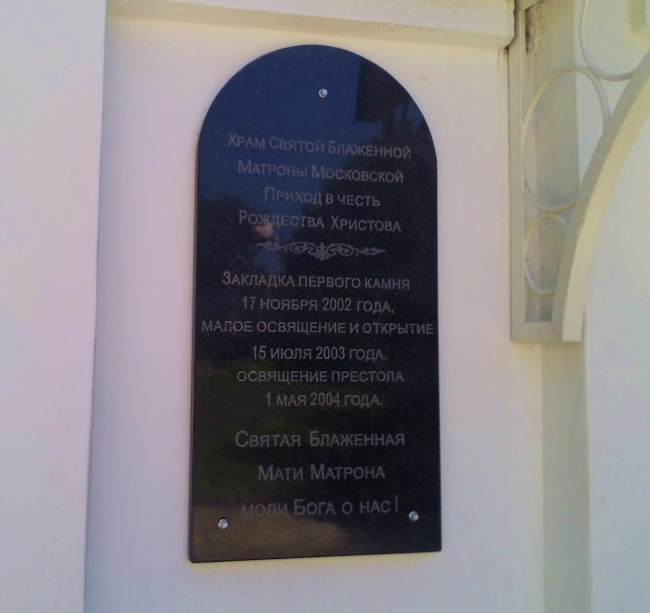 Храм Святой Блаженной
Матроны Московской
Приход в честь
Рождества Христова
Закладка первого камня
17 ноября 2002 года,
малое освящение и открытие
15 июля 2003 года.
освящение престола
1 мая 2004 года.
Святая Блаженная
Мати Матрона
моли Бога о нас!